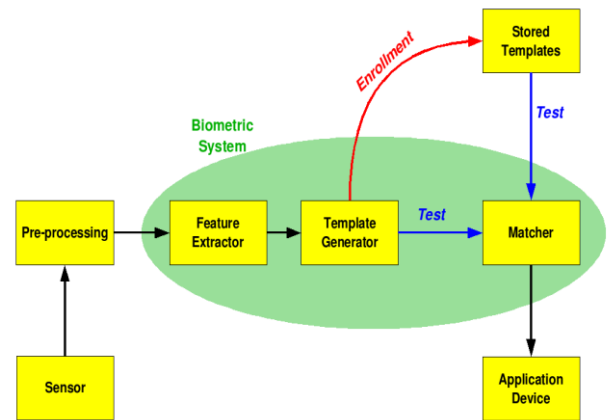 Stored
Templates
Enrollment
Test
Biometric
System
Pre-processing
Feature
Extractor
Template
Generator
Test
Matcher
Sensor
Application
Device